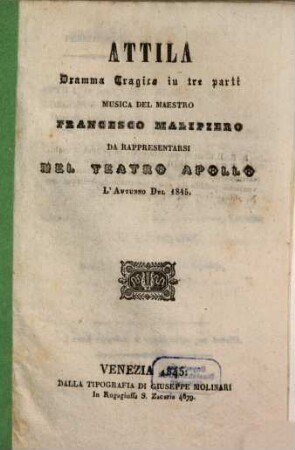 ATTILA
Dramma Tragico in tre parti
MUSICA DEL MAESTRO
FRANCESCO MALIPIERO
DA RAPPRESENTARSI
NEL TEATRO APOLLO
L'AUTUNNO DEL 1845.
VENEZIA 1845:
DALLA TIPOGRAFIA DI GIUSEPPE MOLINARI
In Rugagiuffa S. Zacaria 4879.